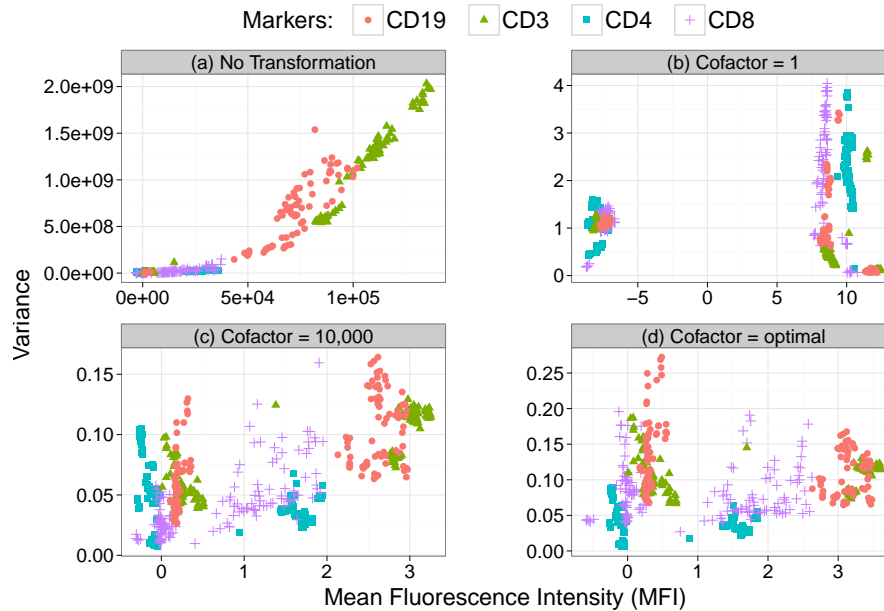 Markers: CD19 CD3 CD4 CD8
(a) No Transformation
2.0e+09
1.5e+09
1.0e+09
5.0e+08
0.0e+00
0e+00 5e+04 1e+05
(b) Cofactor = 1
4
3
2
1
0
−5 0 5 10
Variance
(c) Cofactor = 10,000
0.15
0.10
0.05
0.00
0 1 2 3
(d) Cofactor = optimal
0.25
0.20
0.15
0.10
0.05
0.00
0 1 2 3
Mean Fluorescence Intensity (MFI)